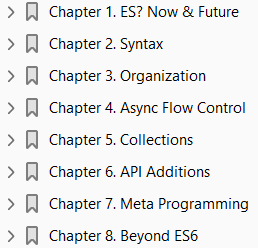 Chapter 1. ES? Now & Future
Chapter 2. Syntax
Chapter 3. Organization
Chapter 4. Async Flow Control
Chapter 5. Collections
Chapter 6. API Additions
Chapter 7. Meta Programming
Chapter 8. Beyond ES6